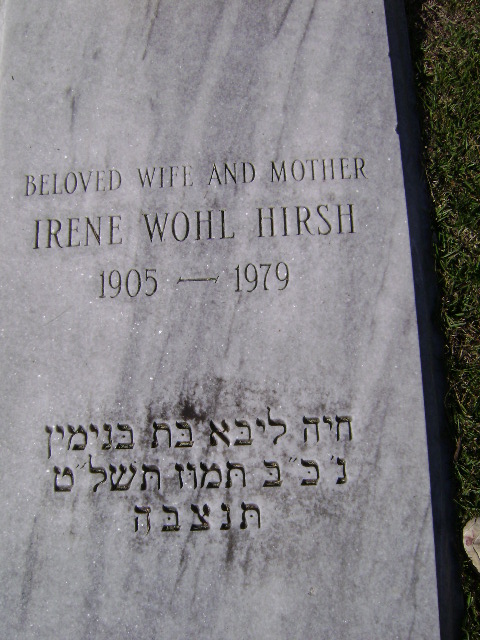 BELOVED WIFE AND MOTHER
IRENE WOHL HIRSH
1905 — 1979
חיה ליבא בת בנימין
נ׳ כ״ב תמוז תשל״ט
תנצבה